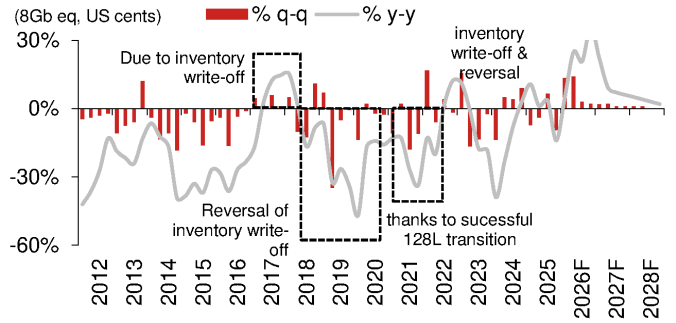 (8Gb eq, US cents)
% q-q
% y-y
30%
0%
-30%
-60%
Due to inventory
write-off
inventory
write-off &
reversal
Reversal of
inventory write-
off
thanks to sucessful
128L transition
2012
2013
2014
2015
2016
2017
2018
2019
2020
2021
2022
2023
2024
2025
2026F
2027F
2028F